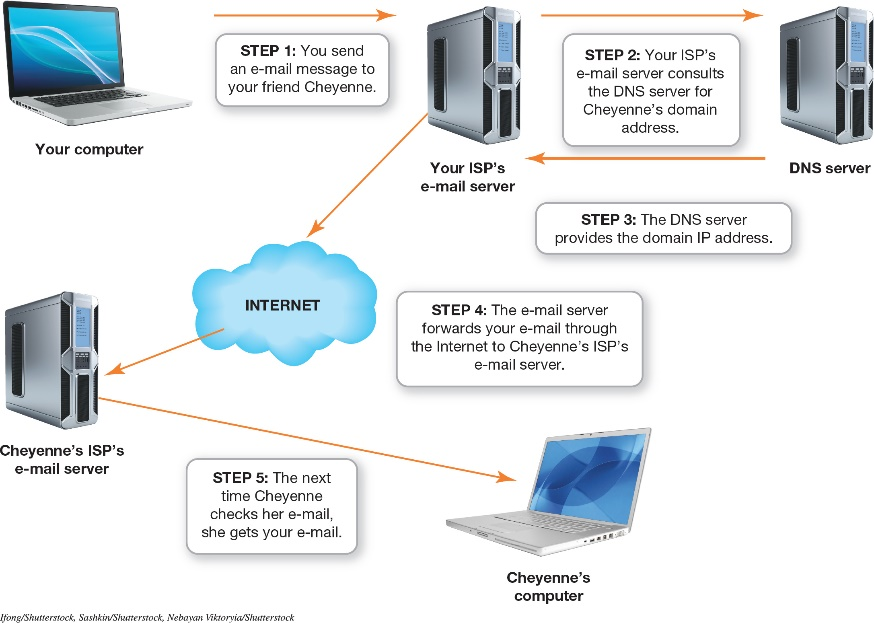 STEP 1: You send
an e-mail message to
your friend Cheyenne.
STEP 2: Your ISP's
e-mail server consults
the DNS server for
Cheyenne's domain
address.
Your computer
Your ISP's
e-mail server
DNS server
STEP 3: The DNS server
provides the domain IP address.
INTERNET
STEP 4: The e-mail server
forwards your e-mail through
the Internet to Cheyenne's ISP's
e-mail server.
Cheyenne's ISP's
e-mail server
STEP 5: The next
time Cheyenne
checks her e-mail,
she gets your e-mail.
Cheyenne's
computer
Ifong/Shutterstock, Sashkin/Shutterstock, Nebayan Viktoryia/Shutterstock